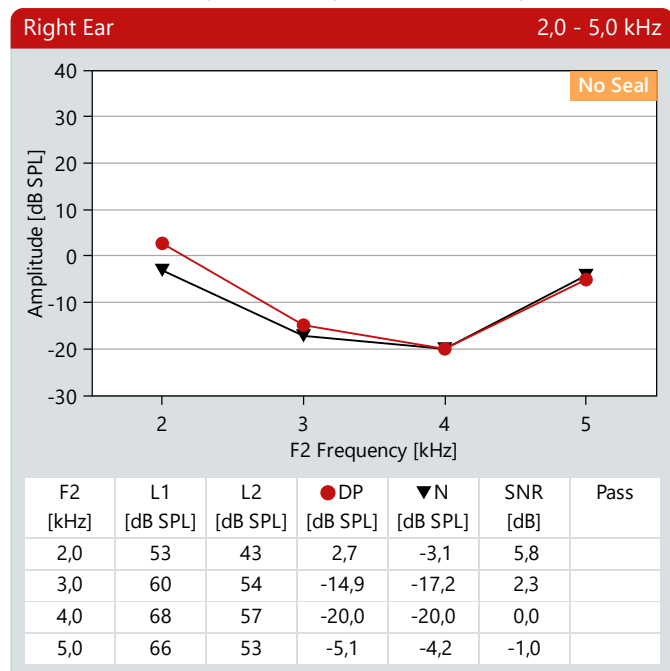 Right Ear 2,0 - 5,0 kHz
No Seal
Amplitude [dB SPL]
40
30
20
10
0
-10
-20
-30
2 3 4 5
F2 Frequency [kHz]
F2 L1 L2 ●DP ▼N SNR Pass
[kHz] [dB SPL] [dB SPL] [dB SPL] [dB SPL] [dB]
2,0 53 43 2,7 -3,1 5,8
3,0 60 54 -14,9 -17,2 2,3
4,0 68 57 -20,0 -20,0 0,0
5,0 66 53 -5,1 -4,2 -1,0